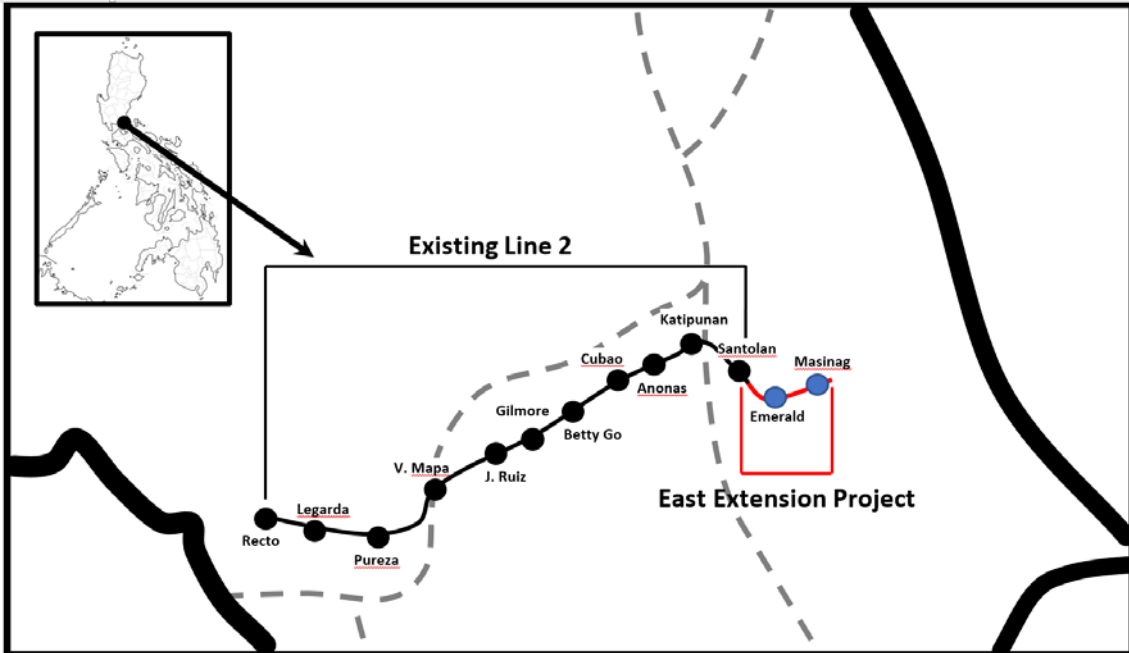 Existing Line 2
Katipunan
Santolan
Masinag
Cubao
Anonas
Emerald
Gilmore
Betty Go
V. Mapa
J. Ruiz
East Extension Project
Legarda
Recto
Pureza